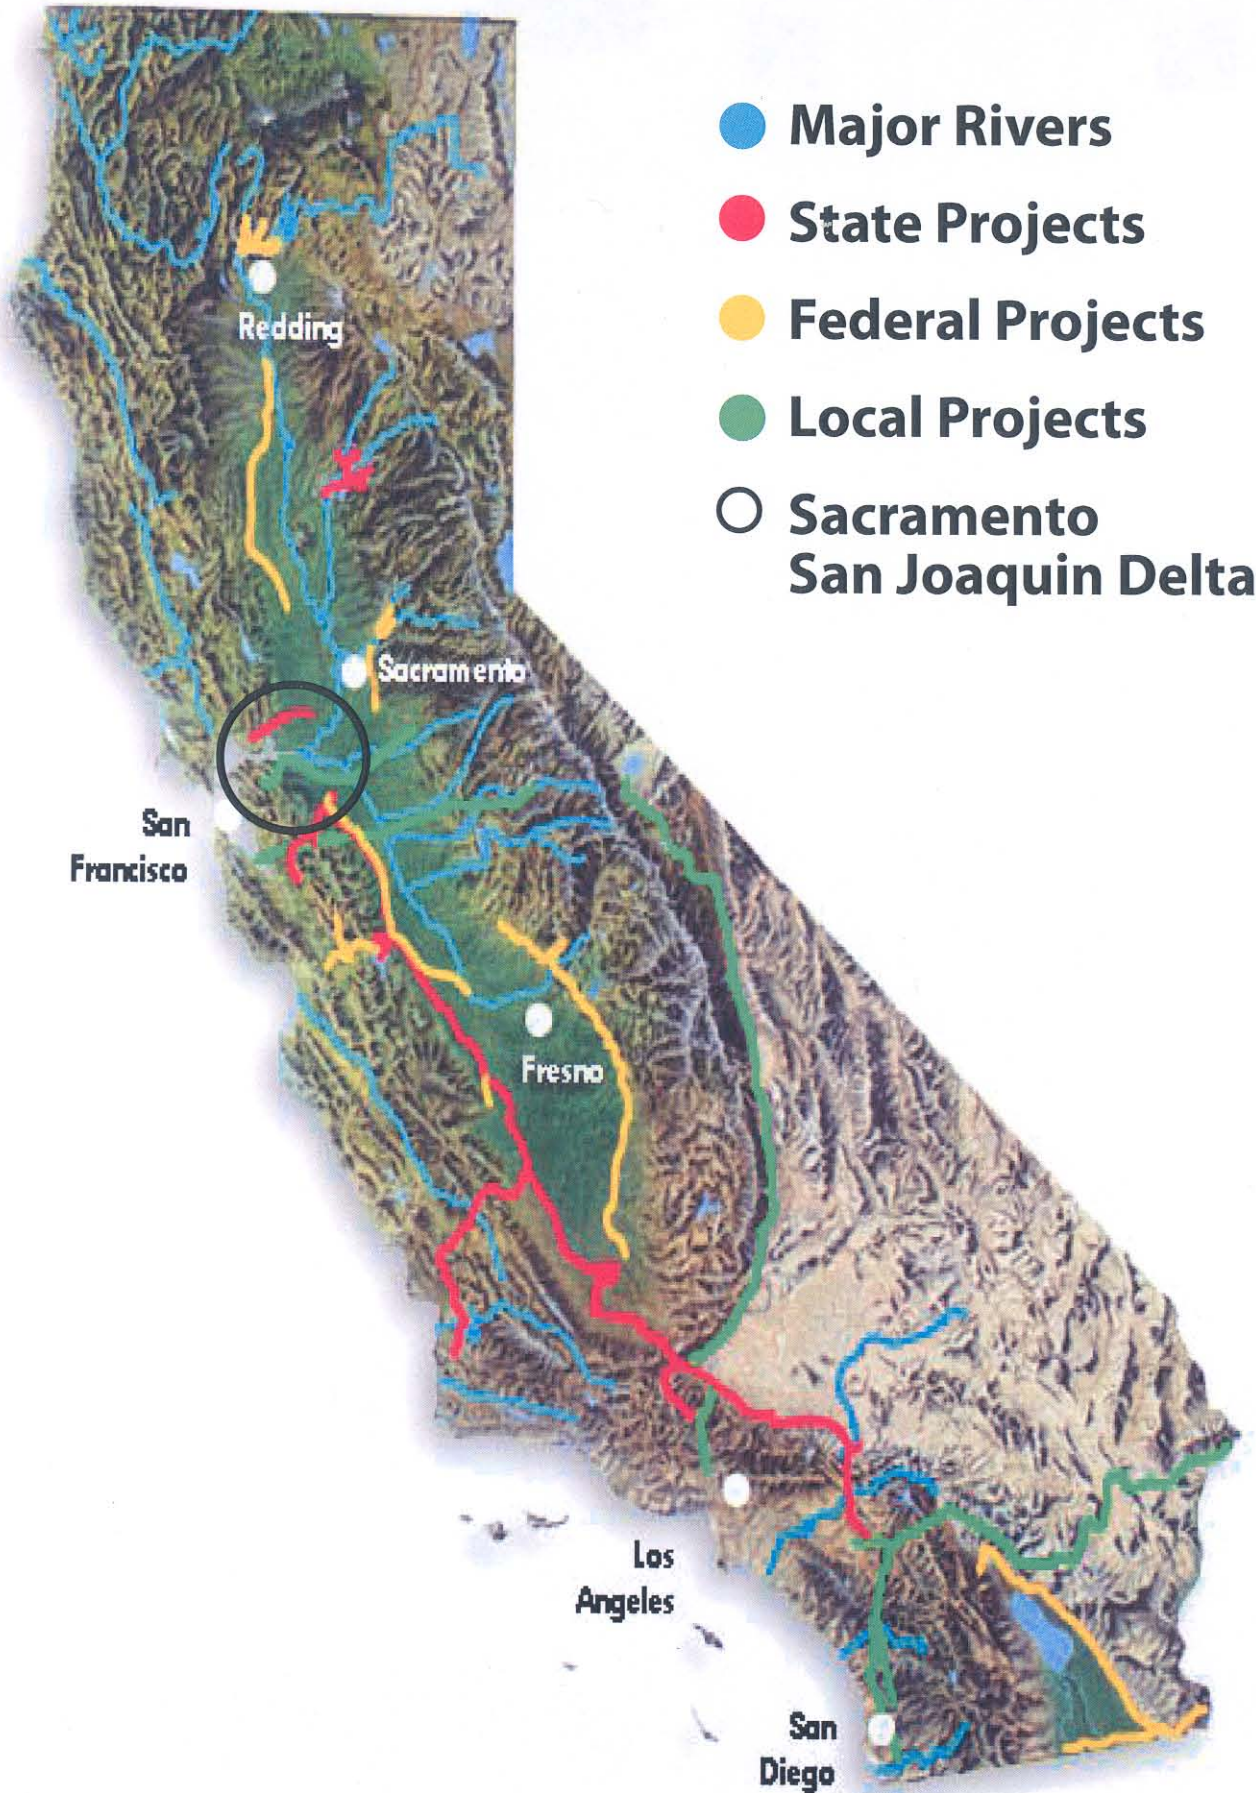 Major Rivers
State Projects
Federal Projects
Local Projects
Sacramento
San Joaquin Delta
Redding
Sacramento
San
Francisco
Fresno
Los
Angeles
San
Diego